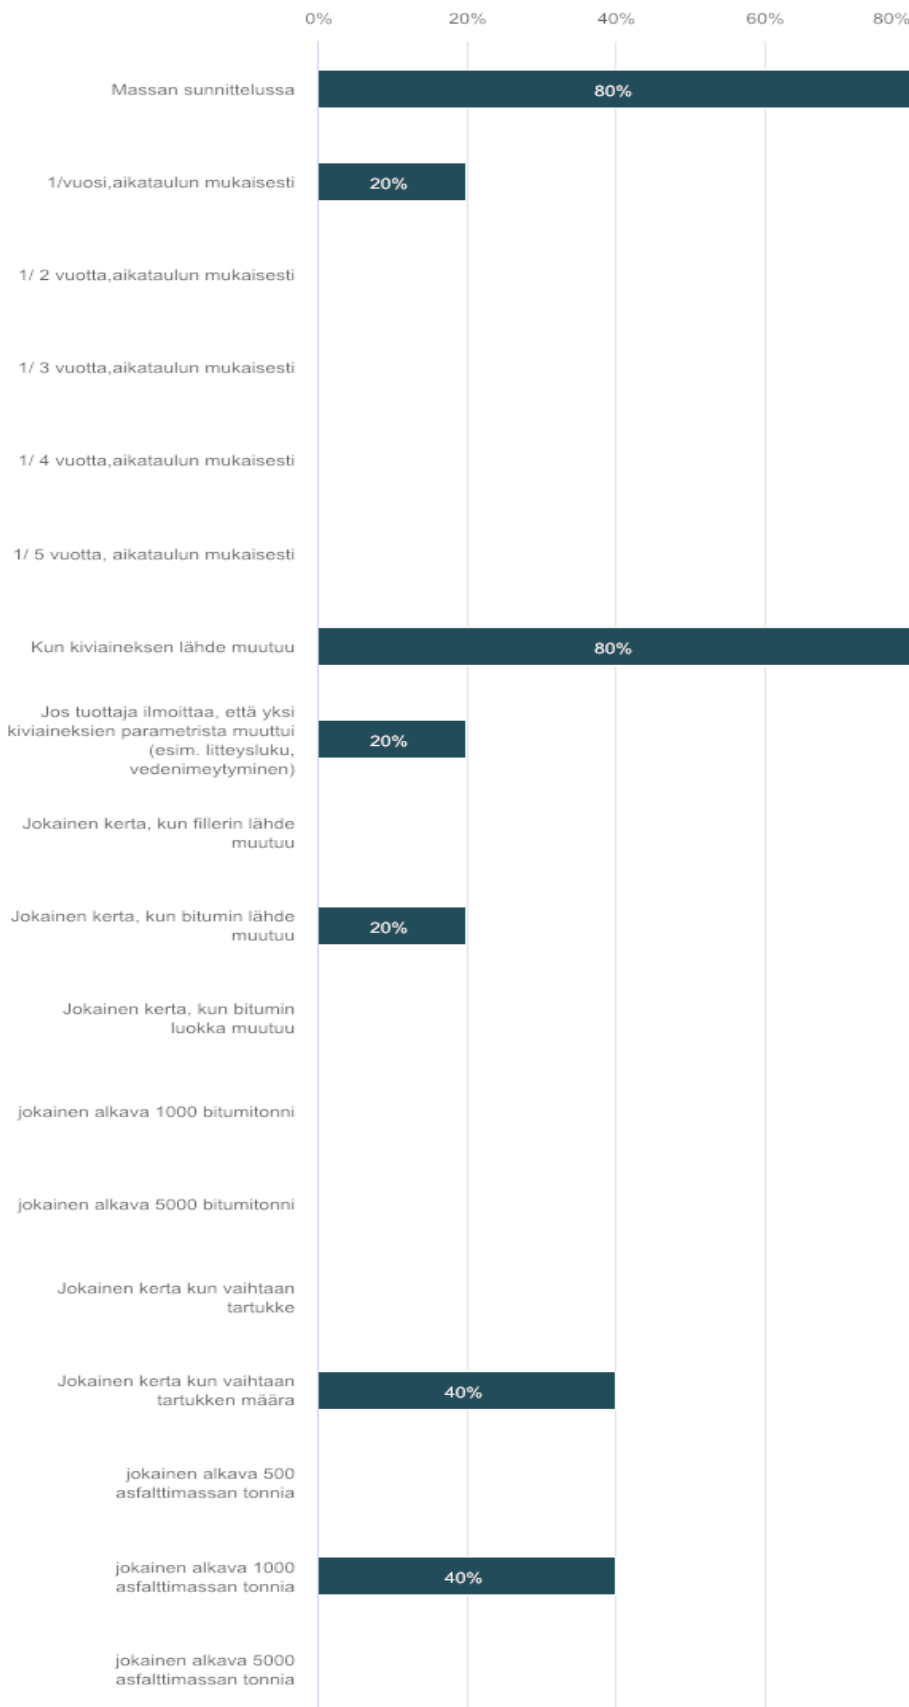 0% 20% 40% 60% 80%
Massan sunnittelussa
80%
1/vuosi,aikataulun mukaisesti
20%
1/ 2 vuotta,aikataulun mukaisesti
1/ 3 vuotta,aikataulun mukaisesti
1/ 4 vuotta,aikataulun mukaisesti
1/ 5 vuotta, aikataulun mukaisesti
Kun kiviaineksen lähde muutuu
80%
Jos tuottaja ilmoittaa, että yksi
kiviaineksien parametrista muuttui
(esim. litteysluku,
vedenimeytyminen)
20%
Jokainen kerta, kun fillerin lähde
muutuu
Jokainen kerta, kun bitumin lähde
muutuu
20%
Jokainen kerta, kun bitumin
luokka muutuu
jokainen alkava 1000 bitumitonni
jokainen alkava 5000 bitumitonni
Jokainen kerta kun vaihtaan
tartukke
Jokainen kerta kun vaihtaan
tartukken määra
40%
jokainen alkava 500
asfalttimassan tonnia
jokainen alkava 1000
asfalttimassan tonnia
40%
jokainen alkava 5000
asfalttimassan tonnia